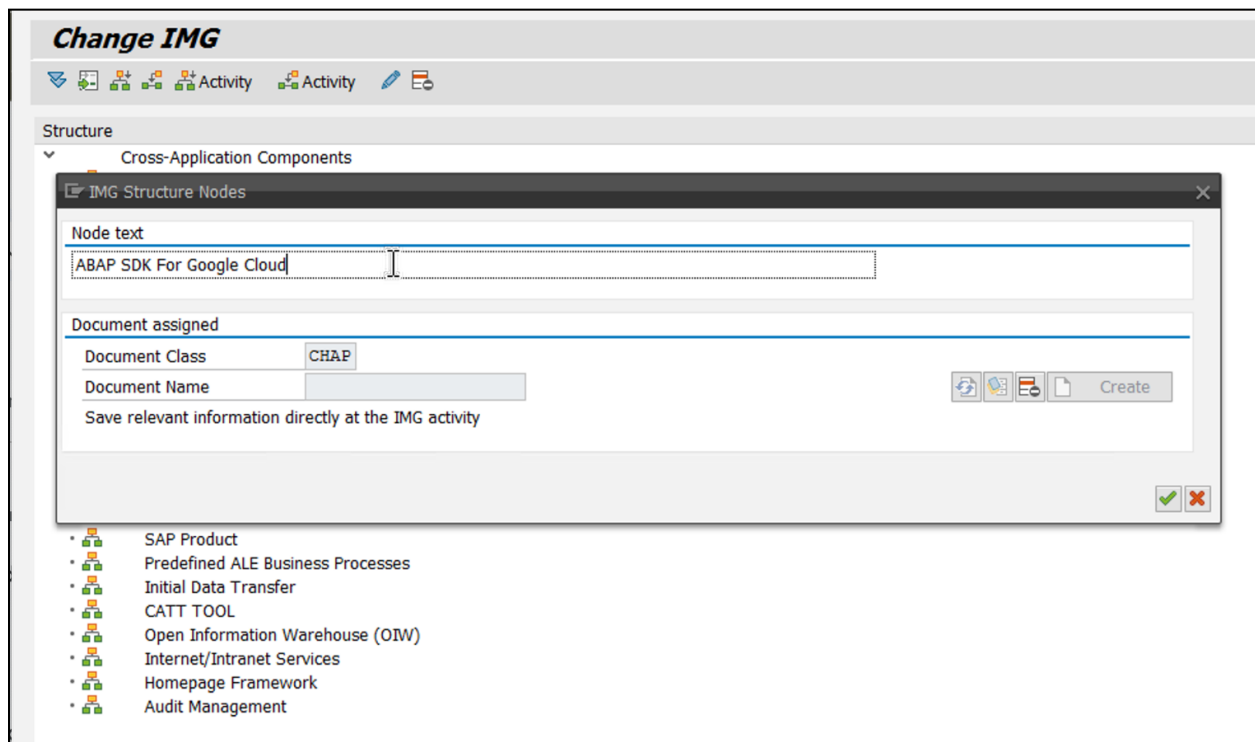 Change IMG
Activity Activity
Structure
Cross-Application Components
IMG Structure Nodes
Node text
ABAP SDK For Google Cloud
Document assigned
Document Class CHAP
Document Name Create
Save relevant information directly at the IMG activity
SAP Product
Predefined ALE Business Processes
Initial Data Transfer
CATT TOOL
Open Information Warehouse (OIW)
Internet/Intranet Services
Homepage Framework
Audit Management